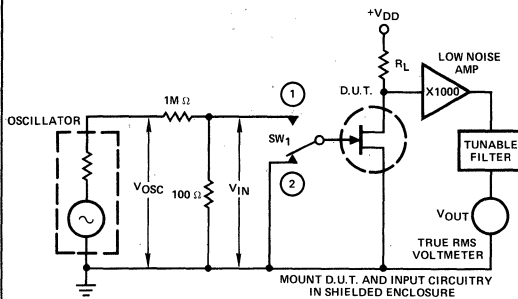 +VDD
RL
LOW NOISE
AMP
D.U.T.
X1000
1M Ω
1
OSCILLATOR
SW1
TUNABLE
FILTER
VOSC
100 Ω
VIN
2
VOUT
TRUE RMS
VOLTMETER
MOUNT D.U.T. AND INPUT CIRCUITRY
IN SHIELDED ENCLOSURE